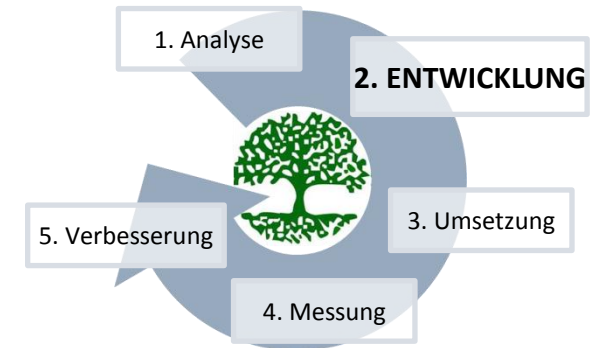 1. Analyse
2. ENTWICKLUNG
3. Umsetzung
4. Messung
5. Verbesserung